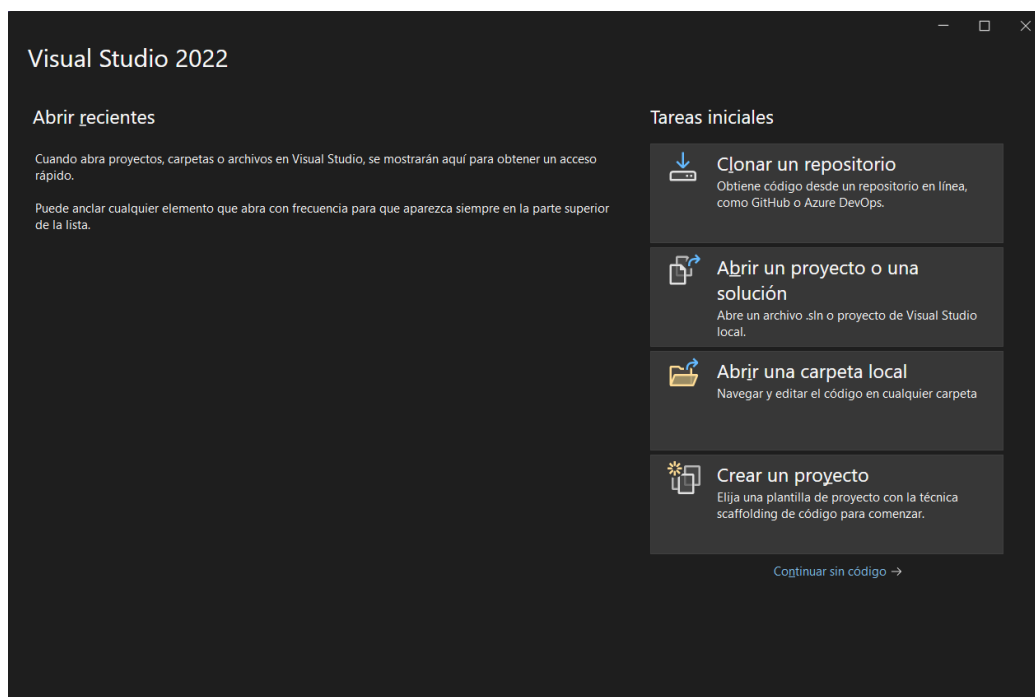 Visual Studio 2022
Abrir recientes
Cuando abra proyectos, carpetas o archivos en Visual Studio, se mostrarán aquí para obtener un acceso
rápido.
Puede anclar cualquier elemento que abra con frecuencia para que aparezca siempre en la parte superior
de la lista.
Tareas iniciales
Clonar un repositorio
Obtiene código desde un repositorio en línea,
como GitHub o Azure DevOps.
Abrir un proyecto o una
solución
Abre un archivo .sln o proyecto de Visual Studio
local.
Abrir una carpeta local
Navegar y editar el código en cualquier carpeta
Crear un proyecto
Elija una plantilla de proyecto con la técnica
scaffolding de código para comenzar.
Continuar sin código →